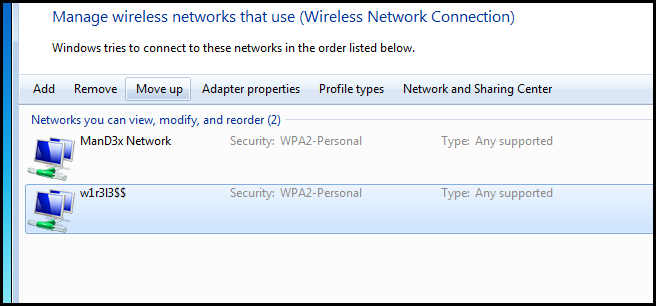 Manage wireless networks that use (Wireless Network Connection)
Windows tries to connect to these networks in the order listed below.
Add Remove Move up Adapter properties Profile types Network and Sharing Center
Networks you can view, modify, and reorder (2)
ManD3x Network Security: WPA2-Personal Type: Any supported
w1r3l3$$ Security: WPA2-Personal Type: Any supported